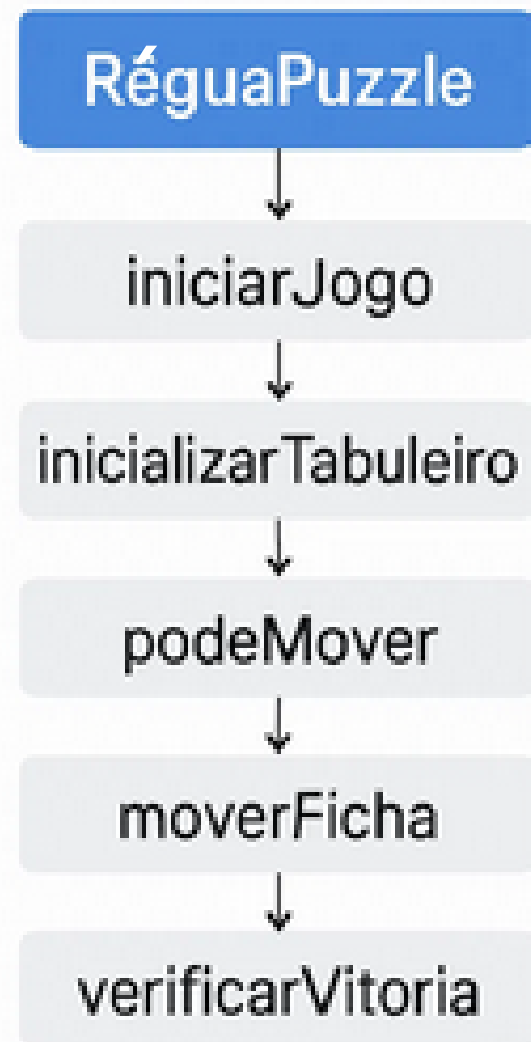 RéguaPuzzle
iniciarJogo
inicializarTabuleiro
podeMover
moverFicha
verificarVitoria